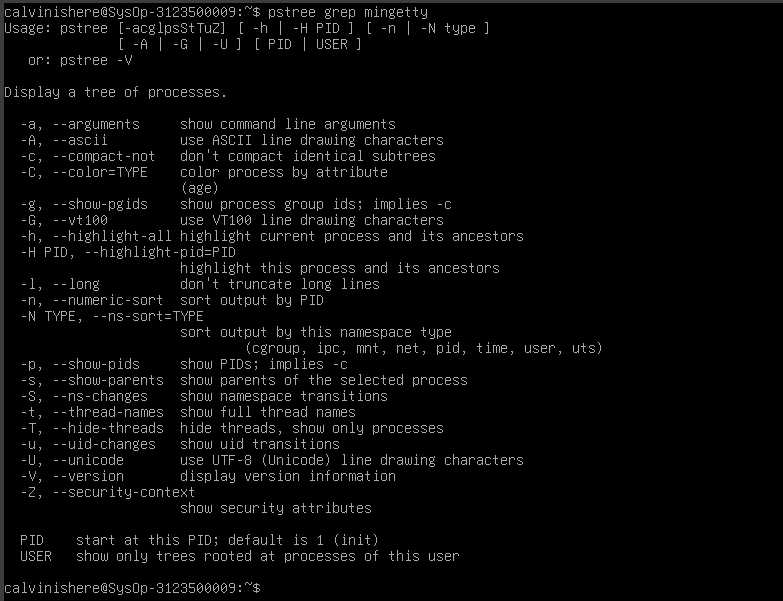 calvinishere@SysOp-3123500009:~$ pstree grep mingetty
Usage: pstree [-acglpsStTuZ] [ -h | -H PID ] [ -n | -N type ]
              [ -A | -G | -U ] [ PID | USER ]
   or: pstree -V
Display a tree of processes.
  -a, --arguments     show command line arguments
  -A, --ascii         use ASCII line drawing characters
  -c, --compact-not   don't compact identical subtrees
  -C, --color=TYPE    color process by attribute
                      (age)
  -g, --show-pgids    show process group ids; implies -c
  -G, --vt100         use VT100 line drawing characters
  -h, --highlight-all highlight current process and its ancestors
  -H PID, --highlight-pid=PID
                      highlight this process and its ancestors
  -l, --long          don't truncate long lines
  -n, --numeric-sort  sort output by PID
  -N TYPE, --ns-sort=TYPE
                      sort output by this namespace type
                              (cgroup, ipc, mnt, net, pid, time, user, uts)
  -p, --show-pids     show PIDs; implies -c
  -s, --show-parents  show parents of the selected process
  -S, --ns-changes    show namespace transitions
  -t, --thread-names  show full thread names
  -T, --hide-threads  hide threads, show only processes
  -u, --uid-changes   show uid transitions
  -U, --unicode       use UTF-8 (Unicode) line drawing characters
  -V, --version       display version information
  -Z, --security-context
                      show security attributes
  PID    start at this PID; default is 1 (init)
  USER   show only trees rooted at processes of this user
calvinishere@SysOp-3123500009:~$